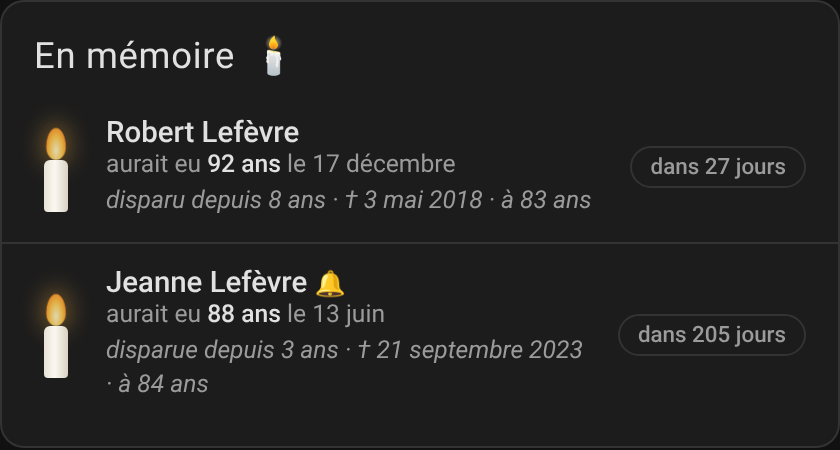 En mémoire 🕯️
Robert Lefèvre
aurait eu 92 ans le 17 décembre
dans 27 jours
disparu depuis 8 ans · † 3 mai 2018 · à 83 ans
Jeanne Lefèvre 🔔
aurait eu 88 ans le 13 juin
dans 205 jours
disparue depuis 3 ans · † 21 septembre 2023
· à 84 ans